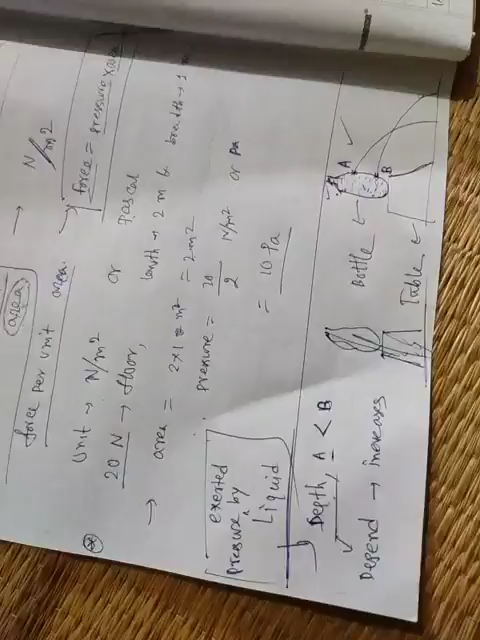 area
→ N/m2
force per unit area.
→ force = pressure x area
Unit → N/m2 or Pascal
20 N → floor,
length → 2 m & breadth → 1 m
→ area = 2x1 m2 = 2 m2
∴ pressure = 20/2 N/m2 or Pa
= 10 Pa
exerted
Pressure ^ by
Liquid
→ Depth, A < B
Depend → increases
A
B
Bottle ←
Table ←